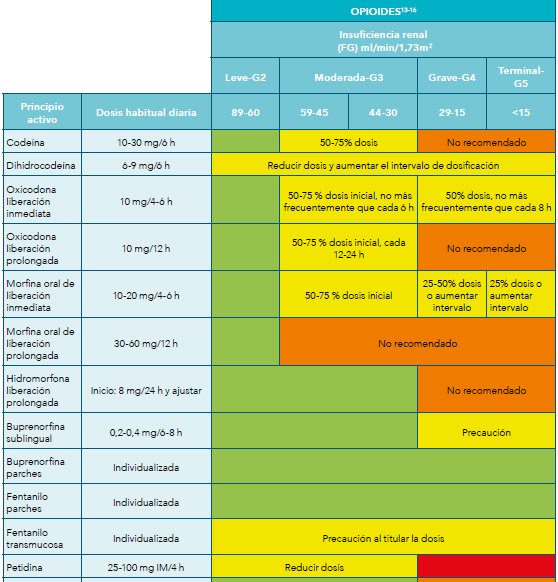 OPIOIDES¹³⁻¹⁶
Insuficiencia renal
(FG) ml/min/1,73m²
Leve-G2
Moderada-G3
Grave-G4
Terminal-
G5
Principio
activo
Dosis habitual diaria
89-60
59-45
44-30
29-15
<15
Codeína
10-30 mg/6 h
50-75% dosis
No recomendado
Dihidrocodeína
6-9 mg/6 h
Reducir dosis y aumentar el intervalo de dosificación
Oxicodona
liberación
inmediata
10 mg/4-6 h
50-75 % dosis inicial, no más
frecuentemente que cada 6 h
50% dosis, no más
frecuentemente que cada 8 h
Oxicodona
liberación
prolongada
10 mg/12 h
50-75 % dosis inicial, cada
12-24 h
No recomendado
Morfina oral de
liberación
inmediata
10-20 mg/4-6 h
50-75 % dosis inicial
25-50% dosis
o aumentar
intervalo
25% dosis o
aumentar
intervalo
Morfina oral de
liberación
prolongada
30-60 mg/12 h
No recomendado
Hidromorfona
liberación
prolongada
Inicio: 8 mg/24 h y ajustar
No recomendado
Buprenorfina
sublingual
0,2-0,4 mg/6-8 h
Precaución
Buprenorfina
parches
Individualizada
Fentanilo
parches
Individualizada
Fentanilo
transmucosa
Individualizada
Precaución al titular la dosis
Petidina
25-100 mg IM/4 h
Reducir dosis